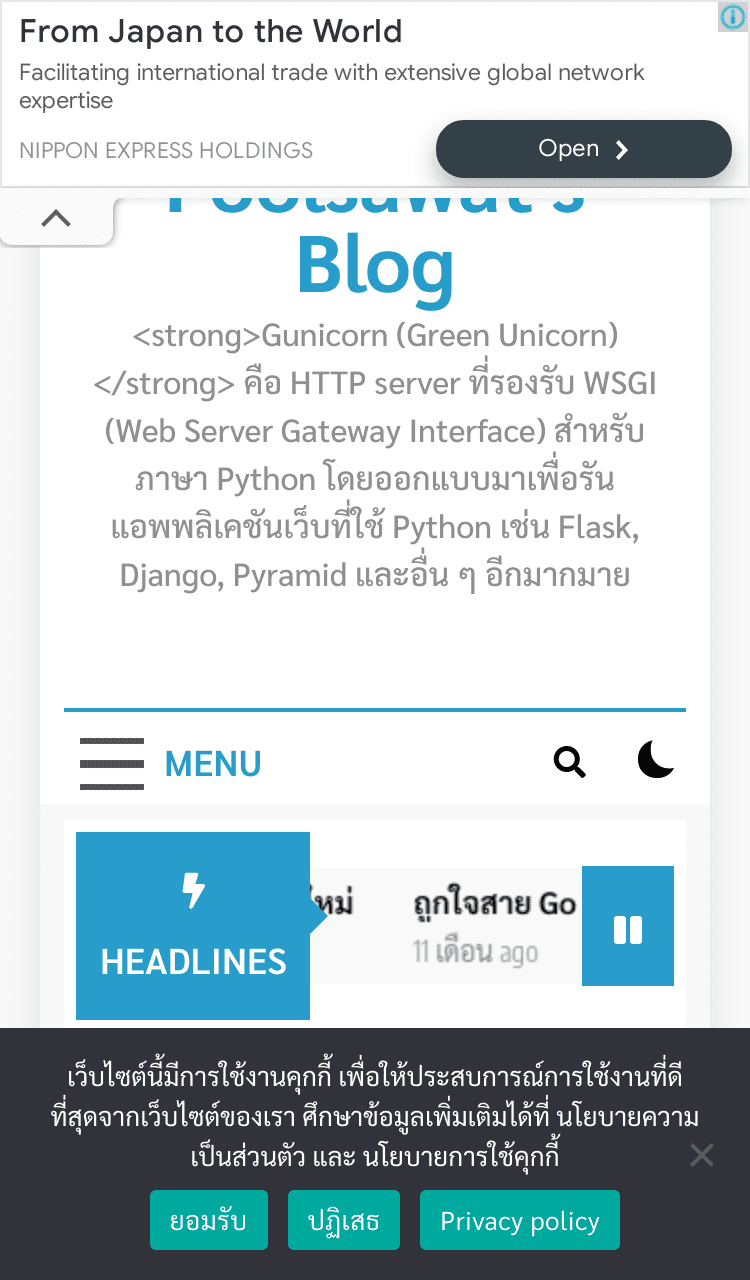 From Japan to the World
Facilitating international trade with extensive global network
expertise
NIPPON EXPRESS HOLDINGS
Open
Poolsawat's
Blog
<strong>Gunicorn (Green Unicorn)
</strong> คือ HTTP server ที่รองรับ WSGI
(Web Server Gateway Interface) สำหรับ
ภาษา Python โดยออกแบบมาเพื่อรัน
แอพพลิเคชันเว็บที่ใช้ Python เช่น Flask,
Django, Pyramid และอื่น ๆ อีกมากมาย
MENU
HEADLINES
ใหม่
ถูกใจสาย Go
11 เดือน ago
เว็บไซต์นี้มีการใช้งานคุกกี้ เพื่อให้ประสบการณ์การใช้งานที่ดี
ที่สุดจากเว็บไซต์ของเรา ศึกษาข้อมูลเพิ่มเติมได้ที่ นโยบายความ
เป็นส่วนตัว และ นโยบายการใช้คุกกี้
ยอมรับ
ปฏิเสธ
Privacy policy